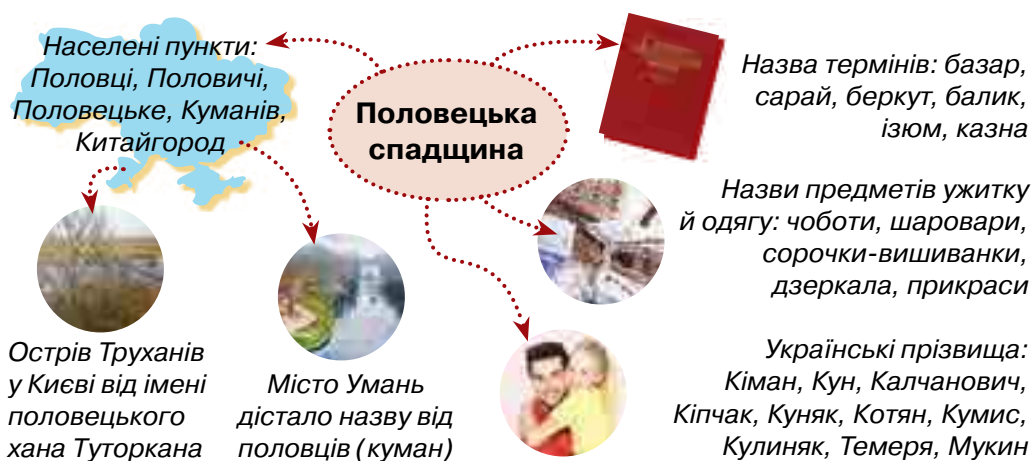 Населені пункти:
Половці, Половичі,
Половецьке, Куманів,
Китайгород
Половецька
спадщина
Назва термінів: базар,
сарай, беркут, балик,
ізюм, казна
Назви предметів ужитку
й одягу: чоботи, шаровари,
сорочки-вишиванки,
дзеркала, прикраси
Острів Труханів
у Києві від імені
половецького
хана Туторкана
Місто Умань
дістало назву від
половців (куман)
Українські прізвища:
Кіман, Кун, Калчанович,
Кіпчак, Куняк, Котян, Кумис,
Кулиняк, Темеря, Мукин